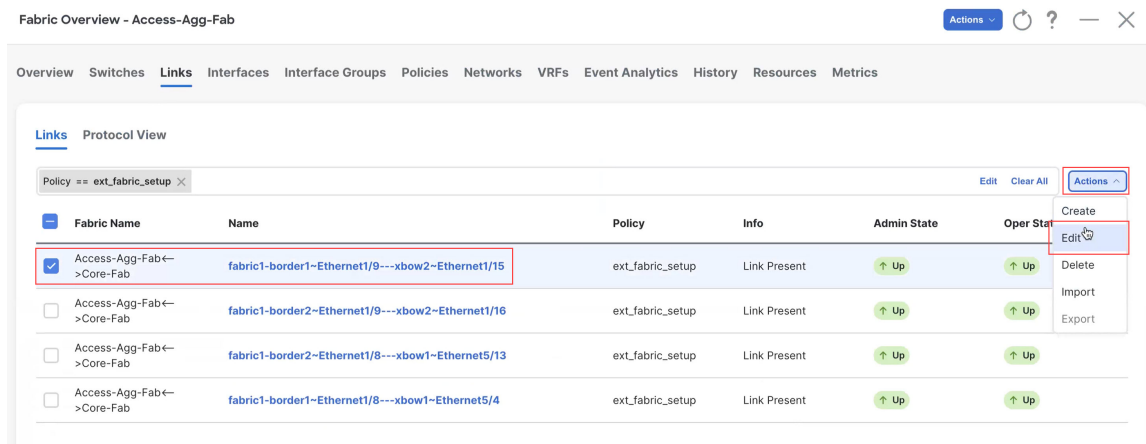 Fabric Overview - Access-Agg-Fab
Actions
?
Overview Switches Links Interfaces Interface Groups Policies Networks VRFs Event Analytics History Resources Metrics
Links Protocol View
Policy == ext_fabric_setup
Edit Clear All
Actions
Fabric Name Name Policy Info Admin State Oper Stat
Access-Agg-Fab<-
>Core-Fab
fabric1-border1~Ethernet1/9---xbow2~Ethernet1/15 ext_fabric_setup Link Present Up Up
Access-Agg-Fab<-
>Core-Fab
fabric1-border2~Ethernet1/9---xbow2~Ethernet1/16 ext_fabric_setup Link Present Up Up
Access-Agg-Fab<-
>Core-Fab
fabric1-border2~Ethernet1/8---xbow1~Ethernet5/13 ext_fabric_setup Link Present Up Up
Access-Agg-Fab<-
>Core-Fab
fabric1-border1~Ethernet1/8---xbow1~Ethernet5/4 ext_fabric_setup Link Present Up Up
Create
Edit
Delete
Import
Export